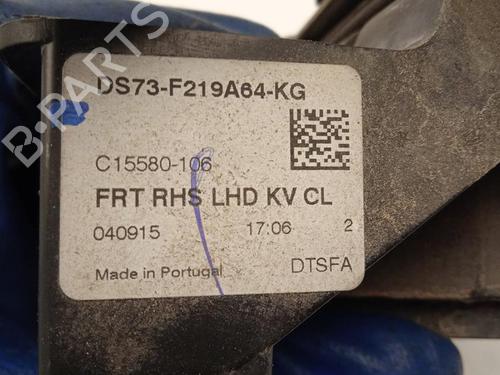 DS73-F219A64-KG
C15580-106
FRT RHS LHD KV CL
040915 17:06 2
Made in Portugal DTSFA
B-PARTS